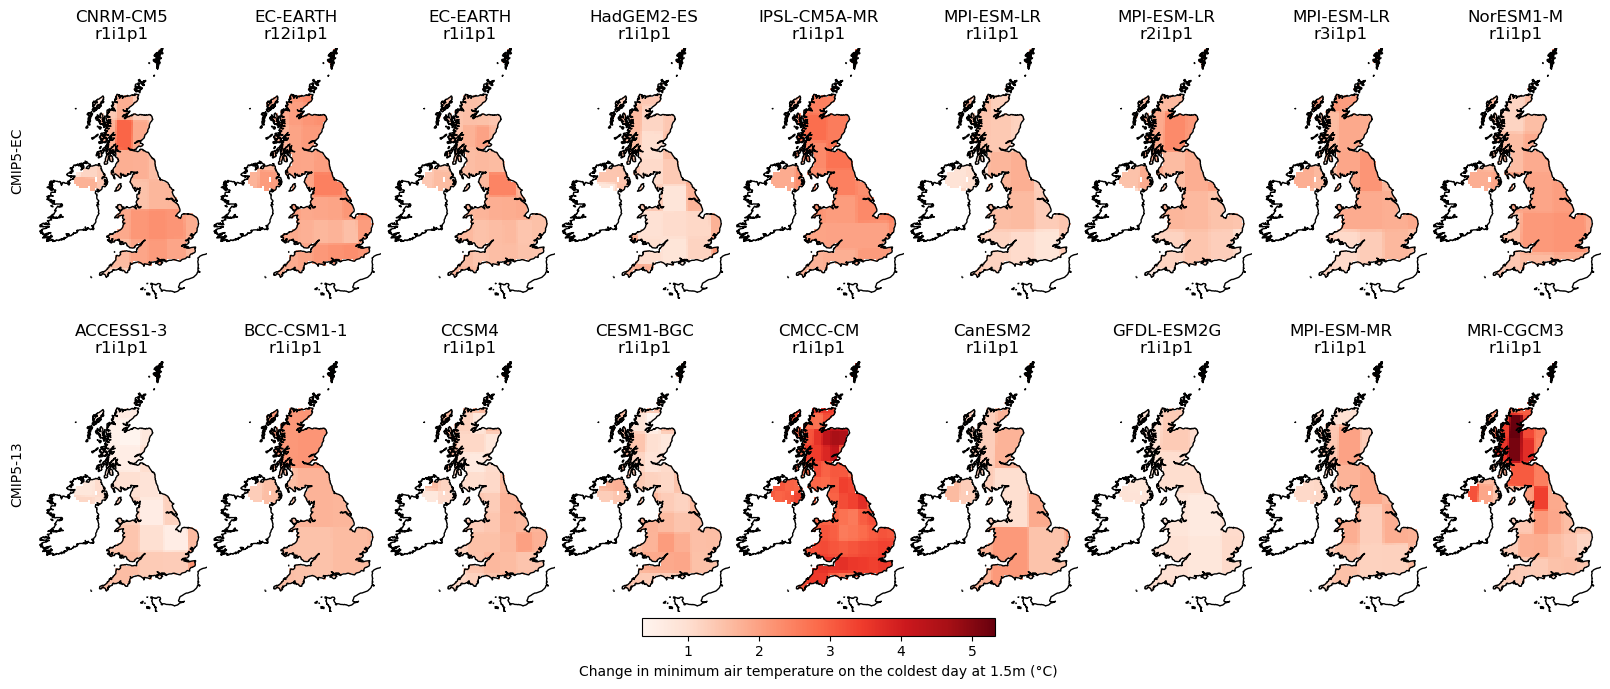 CNRM-CM5
r1i1p1
EC-EARTH
r12i1p1
EC-EARTH
r1i1p1
HadGEM2-ES
r1i1p1
IPSL-CM5A-MR
r1i1p1
MPI-ESM-LR
r1i1p1
MPI-ESM-LR
r2i1p1
MPI-ESM-LR
r3i1p1
NorESM1-M
r1i1p1
CMIP5-EC
ACCESS1-3
r1i1p1
BCC-CSM1-1
r1i1p1
CCSM4
r1i1p1
CESM1-BGC
r1i1p1
CMCC-CM
r1i1p1
CanESM2
r1i1p1
GFDL-ESM2G
r1i1p1
MPI-ESM-MR
r1i1p1
MRI-CGCM3
r1i1p1
CMIP5-13
1 2 3 4 5
Change in minimum air temperature on the coldest day at 1.5m (°C)